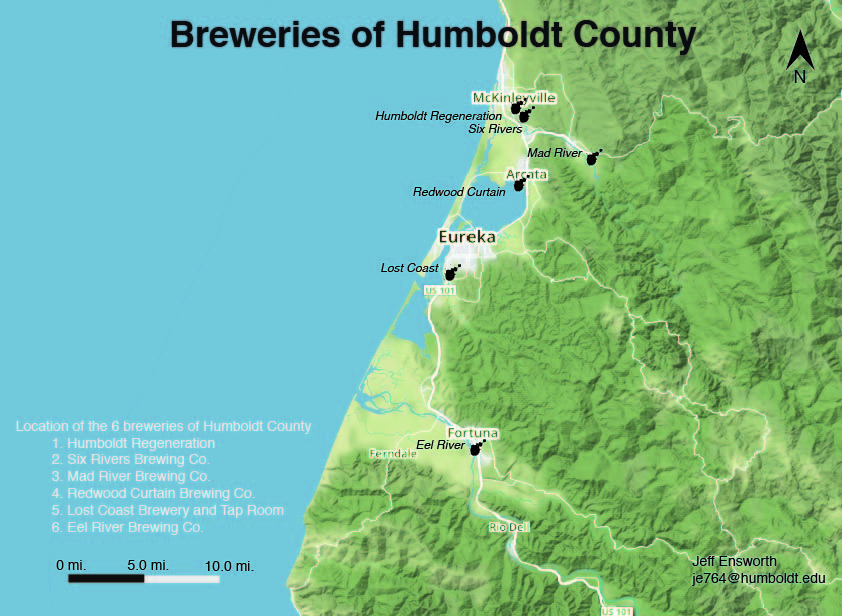 Breweries of Humboldt County
N
McKinleyville
Humboldt Regeneration
Six Rivers
Mad River
Arcata
Redwood Curtain
Eureka
Lost Coast
US 101
Location of the 6 breweries of Humboldt County
1. Humboldt Regeneration
2. Six Rivers Brewing Co.
3. Mad River Brewing Co.
4. Redwood Curtain Brewing Co.
5. Lost Coast Brewery and Tap Room
6. Eel River Brewing Co.
Fortuna
Eel River
Ferndale
Rio Dell
0 mi. 5.0 mi. 10.0 mi.
Jeff Ensworth
je764@humboldt.edu
US 101